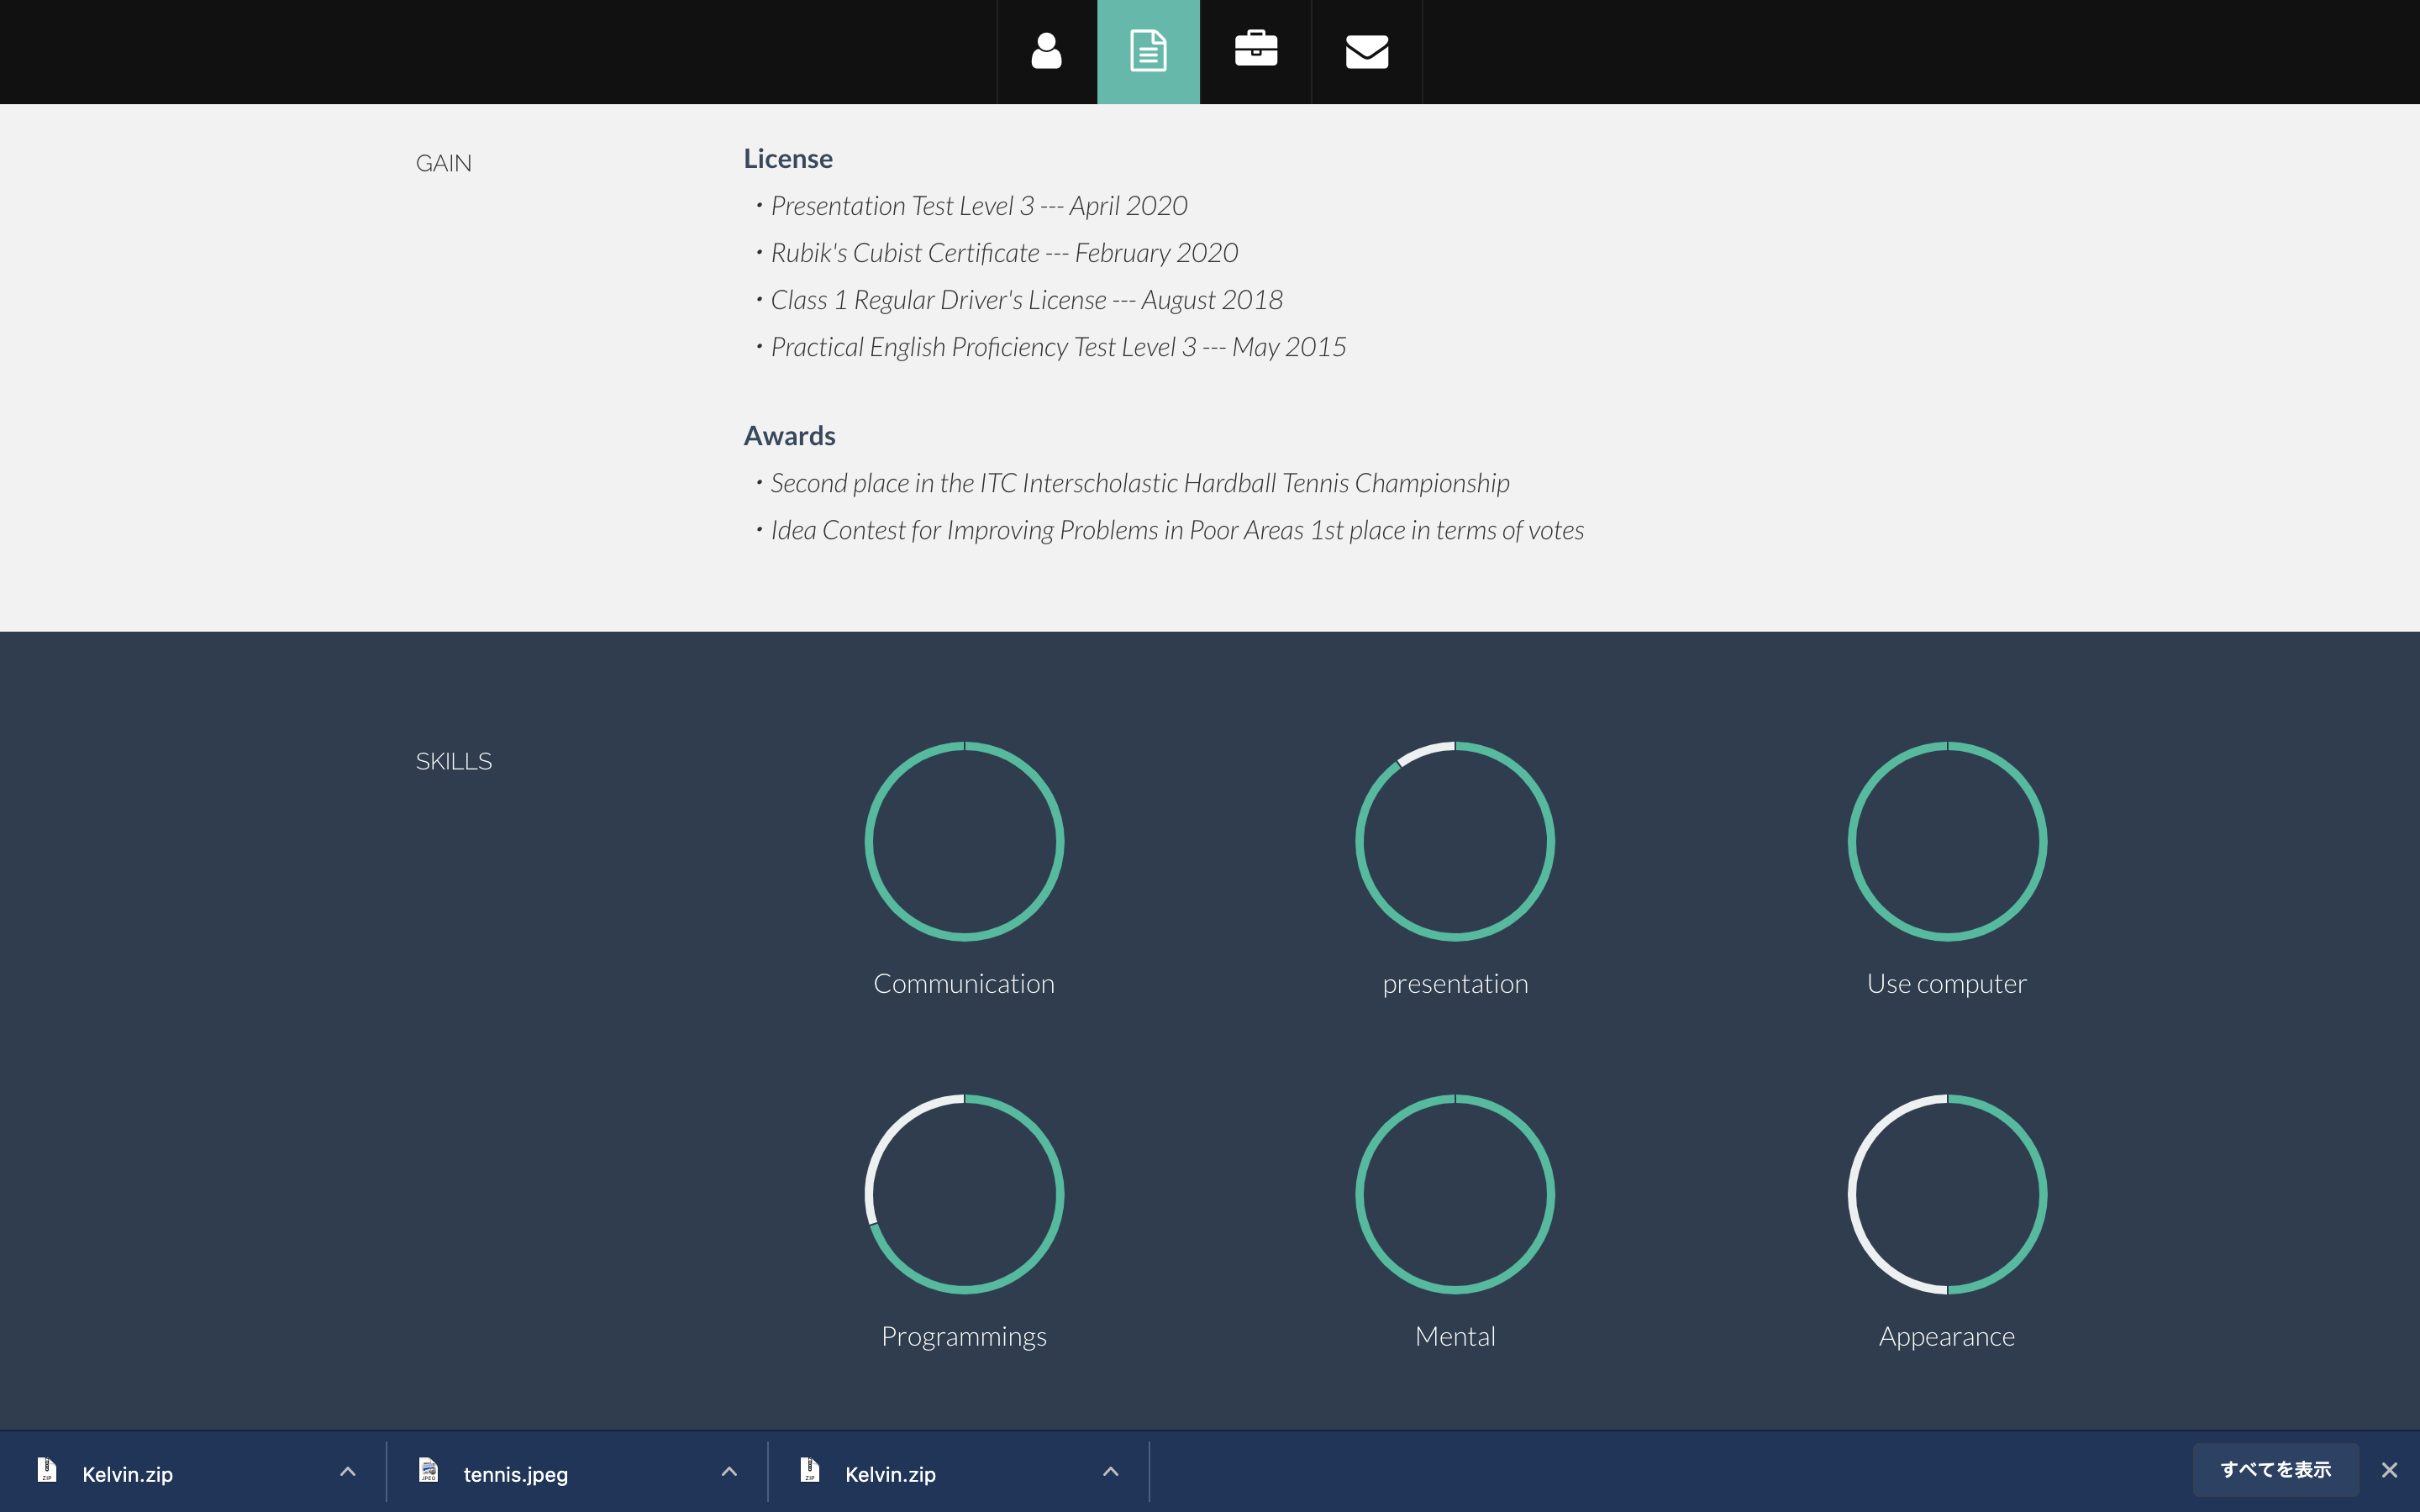 GAIN
License
・Presentation Test Level 3 --- April 2020
・Rubik's Cubist Certificate --- February 2020
・Class 1 Regular Driver's License --- August 2018
・Practical English Proficiency Test Level 3 --- May 2015
Awards
・Second place in the ITC Interscholastic Hardball Tennis Championship
・Idea Contest for Improving Problems in Poor Areas 1st place in terms of votes
SKILLS
Communication
presentation
Use computer
Programmings
Mental
Appearance
ZIP
Kelvin.zip
JPEG
tennis.jpeg
ZIP
Kelvin.zip
すべてを表示